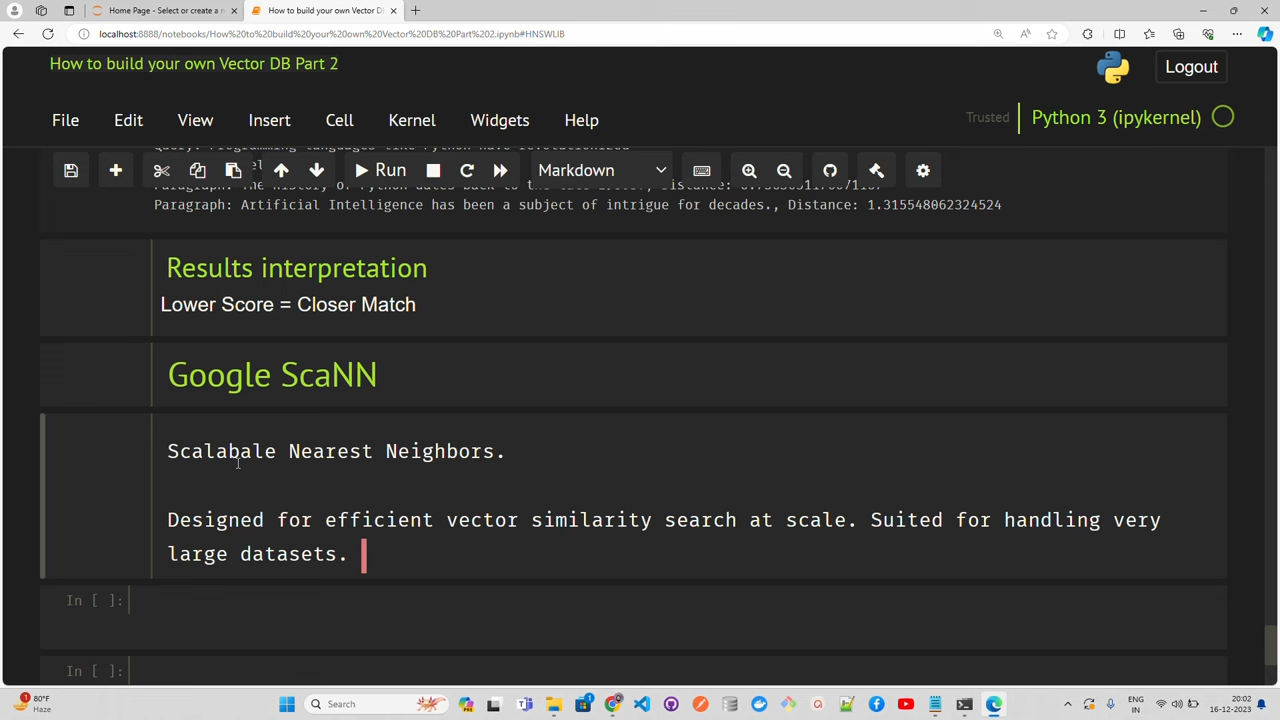 Home Page - Select or create a n
How to build your own Vector D
localhost:8888/notebooks/How%20to%20build%20your%20own%20Vector%20DB%20Part%202.ipynb#HNSWLIB
How to build your own Vector DB Part 2
Logout
File Edit View Insert Cell Kernel Widgets Help
Trusted
Python 3 (ipykernel)
Run
Markdown
Paragraph: Artificial Intelligence has been a subject of intrigue for decades., Distance: 1.315548062324524
Results interpretation
Lower Score = Closer Match
Google ScaNN
Scalabale Nearest Neighbors.
Designed for efficient vector similarity search at scale. Suited for handling very
large datasets.
In [ ]:
In [ ]:
1
80°F
Haze
Search
1
ENG
IN
20:02
16-12-2023